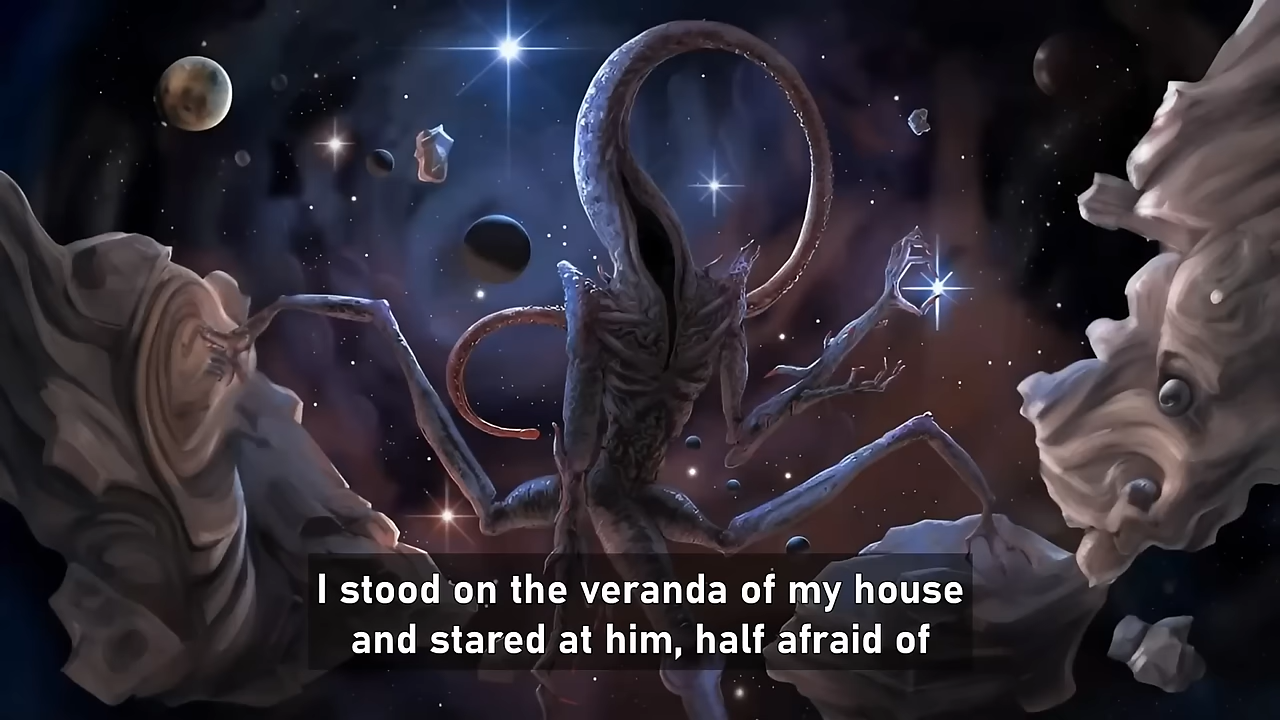 I stood on the veranda of my house
and stared at him, half afraid of